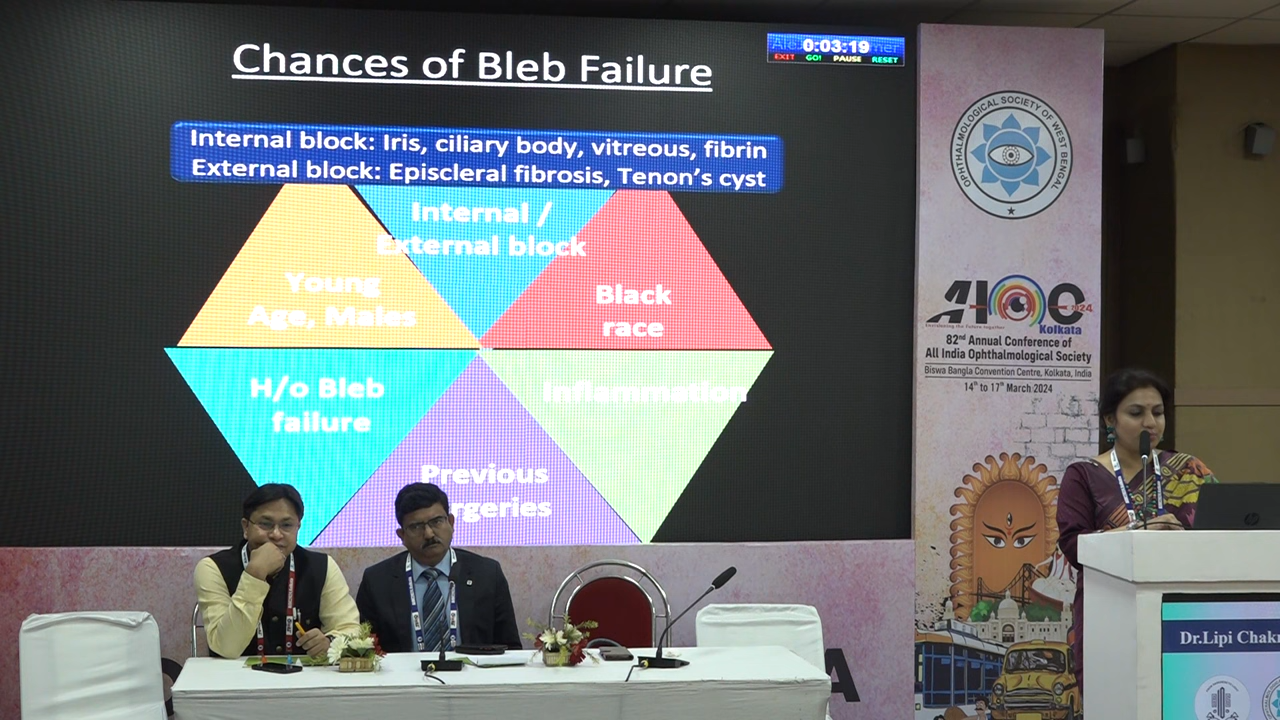 Chances of Bleb Failure
0:03:19
EXIT GO! PAUSE RESET
Internal block: Iris, ciliary body, vitreous, fibrin
External block: Episcleral fibrosis, Tenon's cyst
Internal /
External block
Young
Age, Males
Black
race
H/o Bleb
failure
Inflammation
Previous
rgeries
OPHTHALMOLOGICAL SOCIETY OF WEST BENGAL
AIOC 2024
Kolkata
82nd Annual Conference of
All India Ophthalmological Society
Biswa Bangla Convention Centre, Kolkata, India
14th to 17th March 2024
hp
Dr.Lipi Chak
A